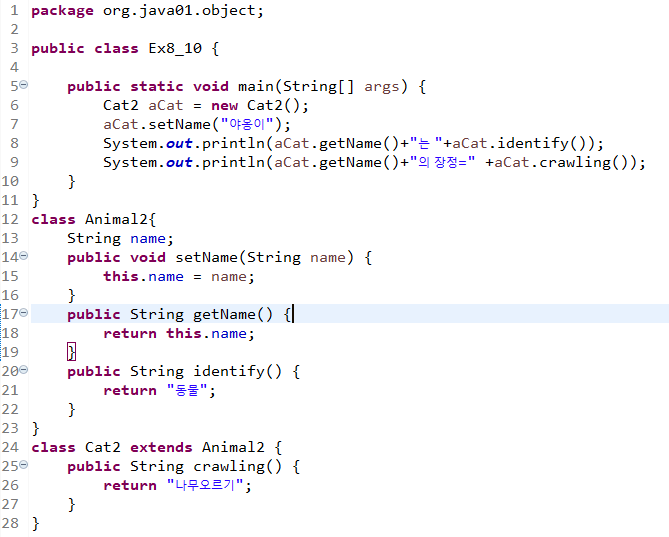 1 package org.java01.object;
2
3 public class Ex8_10 {
4
5 public static void main(String[] args) {
6 Cat2 aCat = new Cat2();
7 aCat.setName("야옹이");
8 System.out.println(aCat.getName()+"는 "+aCat.identify());
9 System.out.println(aCat.getName()+"의 장정=" +aCat.crawling());
10 }
11 }
12 class Animal2{
13 String name;
14 public void setName(String name) {
15 this.name = name;
16 }
17 public String getName() {
18 return this.name;
19 }
20 public String identify() {
21 return "동물";
22 }
23 }
24 class Cat2 extends Animal2 {
25 public String crawling() {
26 return "나무오르기";
27 }
28 }